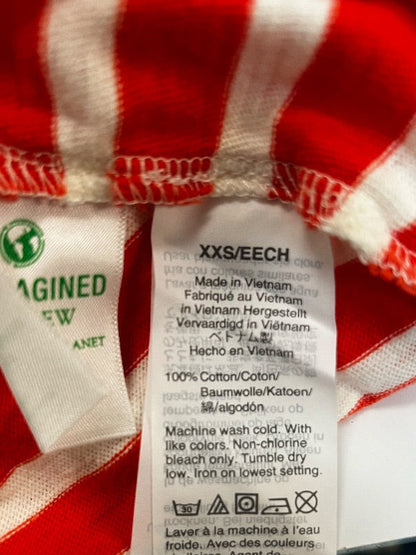 AGINED
EW
ANET
XXS/EECH
Made in Vietnam
Fabriqué au Vietnam
in Vietnam Hergestellt
Vervaardigd in Viëtnam
ベトナム製
Hecho en Vietnam
100% Cotton/Coton/
Baumwolle/Katoen/
綿/algodón
Machine wash cold. With
like colors. Non-chlorine
bleach only. Tumble dry
low. Iron on lowest setting.
30
Laver à la machine à l'eau
froide. Avec des couleurs